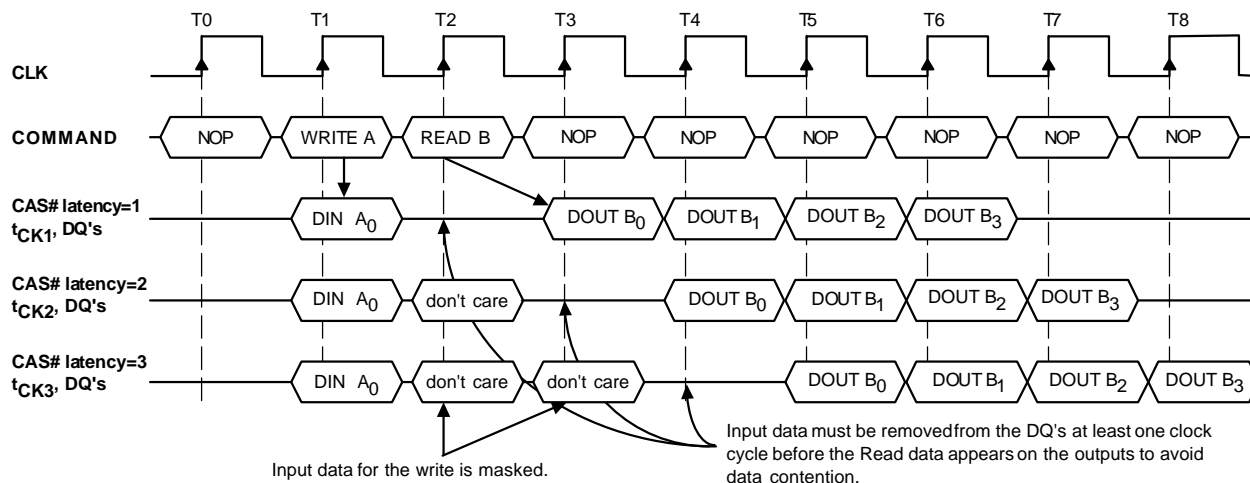 T0 T1 T2 T3 T4 T5 T6 T7 T8
CLK
COMMAND NOP WRITE A READ B NOP NOP NOP NOP NOP NOP
CAS# latency=1
tCK1, DQ's DIN A0 DOUT B0 DOUT B1 DOUT B2 DOUT B3
CAS# latency=2
tCK2, DQ's DIN A0 don't care DOUT B0 DOUT B1 DOUT B2 DOUT B3
CAS# latency=3
tCK3, DQ's DIN A0 don't care don't care DOUT B0 DOUT B1 DOUT B2 DOUT B3
Input data for the write is masked.
Input data must be removed from the DQ's at least one clock
cycle before the Read data appears on the outputs to avoid
data contention.